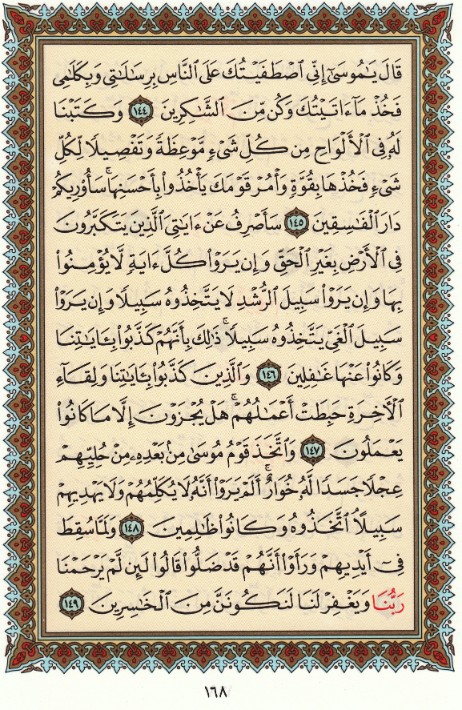 قَالَ يَٰمُوسَىٰٓ إِنِّي ٱصۡطَفَيۡتُكَ عَلَى ٱلنَّاسِ بِرِسَٰلَٰتِي وَبِكَلَٰمِي
فَخُذۡ مَآ ءَاتَيۡتُكَ وَكُن مِّنَ ٱلشَّٰكِرِينَ ١٤٤ وَكَتَبۡنَا
لَهُۥ فِي ٱلۡأَلۡوَاحِ مِن كُلِّ شَيۡءٖ مَّوۡعِظَةٗ وَتَفۡصِيلٗا لِّكُلِّ
شَيۡءٖ فَخُذۡهَا بِقُوَّةٖ وَأۡمُرۡ قَوۡمَكَ يَأۡخُذُواْ بِأَحۡسَنِهَاۚ سَأُوْرِيكُمۡ
دَارَ ٱلۡفَٰسِقِينَ ١٤٥ سَأَصۡرِفُ عَنۡ ءَايَٰتِيَ ٱلَّذِينَ يَتَكَبَّرُونَ
فِي ٱلۡأَرۡضِ بِغَيۡرِ ٱلۡحَقِّ وَإِن يَرَوۡاْ كُلَّ ءَايَةٖ لَّا يُؤۡمِنُواْ
بِهَا وَإِن يَرَوۡاْ سَبِيلَ ٱلرُّشۡدِ لَا يَتَّخِذُوهُ سَبِيلٗا وَإِن يَرَوۡاْ
سَبِيلَ ٱلۡغَيِّ يَتَّخِذُوهُ سَبِيلٗاۚ ذَٰلِكَ بِأَنَّهُمۡ كَذَّبُواْ بِـَٔايَٰتِنَا
وَكَانُواْ عَنۡهَا غَٰفِلِينَ ١٤٦ وَٱلَّذِينَ كَذَّبُواْ بِـَٔايَٰتِنَا وَلِقَآءِ
ٱلۡأٓخِرَةِ حَبِطَتۡ أَعۡمَٰلُهُمۡۚ هَلۡ يُجۡزَوۡنَ إِلَّا مَا كَانُواْ
يَعۡمَلُونَ ١٤٧ وَٱتَّخَذَ قَوۡمُ مُوسَىٰ مِنۢ بَعۡدِهِۦ مِنۡ حُلِيِّهِمۡ
عِجۡلٗا جَسَدٗا لَّهُۥ خُوَارٌۚ أَلَمۡ يَرَوۡاْ أَنَّهُۥ لَا يُكَلِّمُهُمۡ وَلَا يَهۡدِيهِمۡ
سَبِيلًاۘ ٱتَّخَذُوهُ وَكَانُواْ ظَٰلِمِينَ ١٤٨ وَلَمَّا سُقِطَ
فِيٓ أَيۡدِيهِمۡ وَرَأَوۡاْ أَنَّهُمۡ قَدۡ ضَلُّواْ قَالُواْ لَئِن لَّمۡ يَرۡحَمۡنَا
رَبُّنَا وَيَغۡفِرۡ لَنَا لَنَكُونَنَّ مِنَ ٱلۡخَٰسِرِينَ ١٤٩
١٦٨